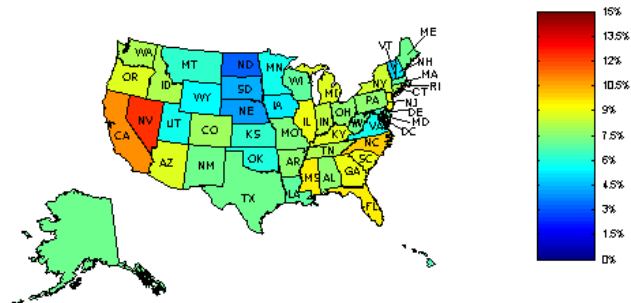 ME
VT
NH
MA
RI
CT
NJ
DE
MD
DC
WA
MT
ND
MN
OR
ID
WY
SD
WI
MI
NY
NV
UT
NE
IA
PA
CA
CO
KS
IL
IN
OH
VA
MO
KY
NC
AZ
NM
OK
AR
TN
SC
TX
LA
MS
AL
GA
FL
15%
13.5%
12%
10.5%
9%
7.5%
6%
4.5%
3%
1.5%
0%